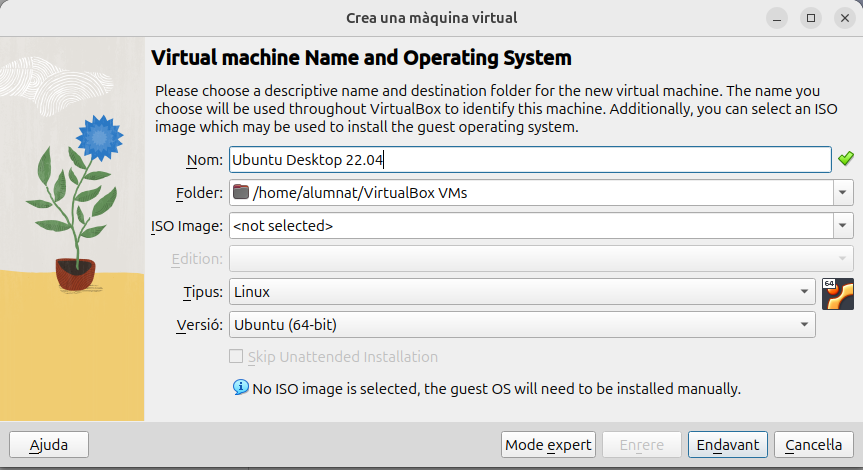 Crea una màquina virtual
Virtual machine Name and Operating System
Please choose a descriptive name and destination folder for the new virtual machine. The name you
choose will be used throughout VirtualBox to identify this machine. Additionally, you can select an ISO
image which may be used to install the guest operating system.
Nom: Ubuntu Desktop 22.04
Folder: /home/alumnat/VirtualBox VMs
ISO Image: <not selected>
Edition:
Tipus: Linux 64
Versió: Ubuntu (64-bit)
Skip Unattended Installation
No ISO image is selected, the guest OS will need to be installed manually.
Ajuda Mode expert Enrere Endavant Cancel·la